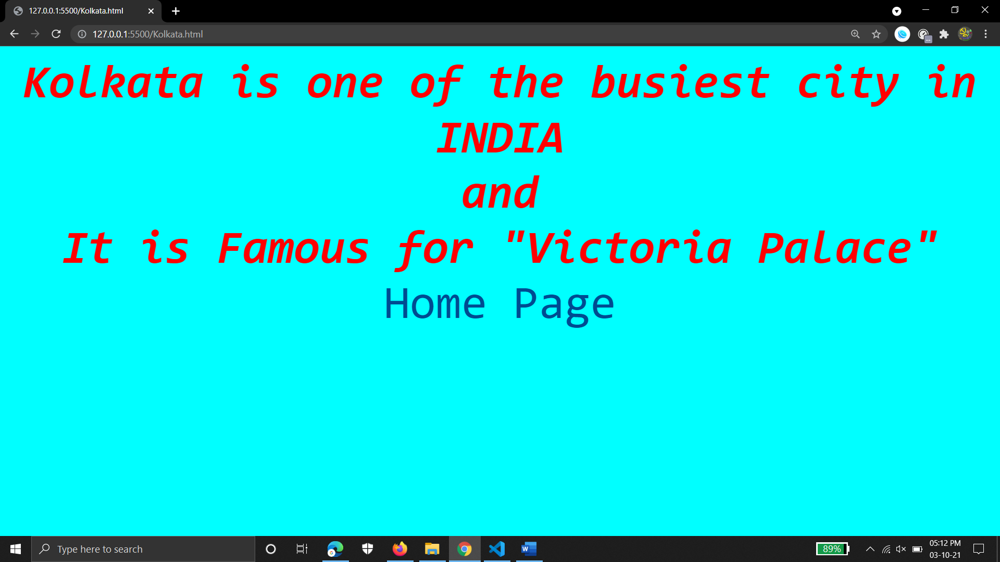 127.0.0.1:5500/Kolkata.html
127.0.0.1:5500/Kolkata.html
Kolkata is one of the busiest city in
INDIA
and
It is Famous for "Victoria Palace"
Home Page
Type here to search
89%
05:12 PM
03-10-21